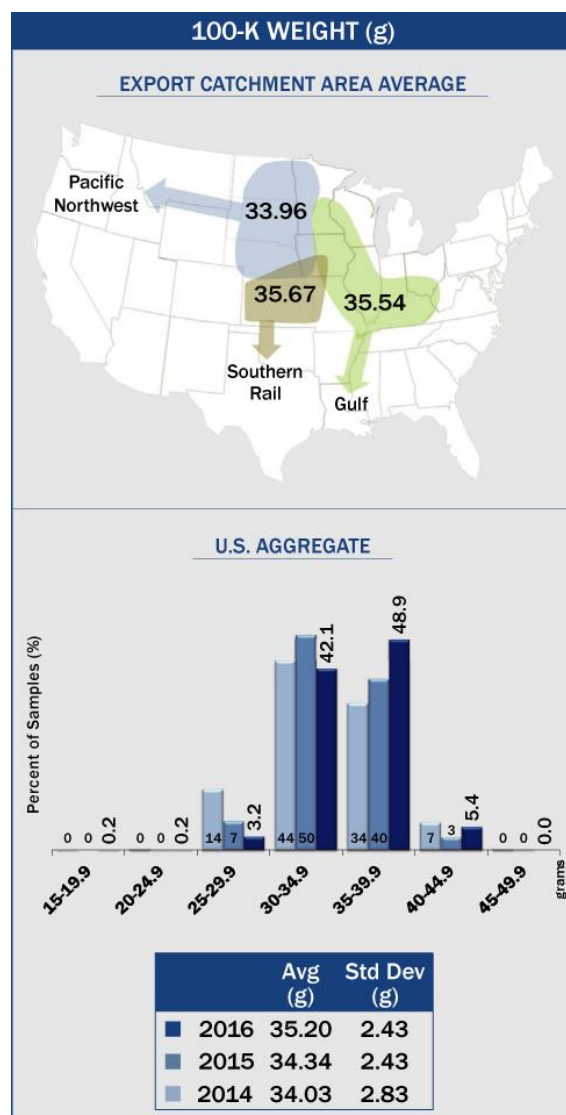 100-K WEIGHT (g)
EXPORT CATCHMENT AREA AVERAGE
Pacific
Northwest
33.96
35.67
35.54
Southern
Rail
Gulf
U.S. AGGREGATE
Percent of Samples (%)
0 0 0.2
0 0 0.2
14 7 3.2
44 50 42.1
34 40 48.9
7 3 5.4
0 0 0.0
15-19.9
20-24.9
25-29.9
30-34.9
35-39.9
40-44.9
45-49.9
grams
Avg Std Dev
(g) (g)
2016 35.20 2.43
2015 34.34 2.43
2014 34.03 2.83